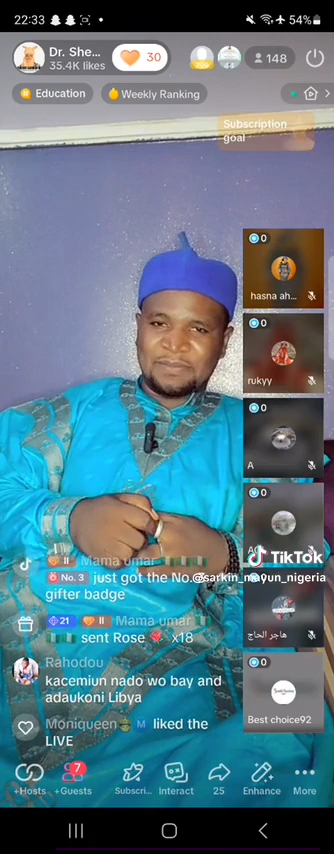 22:33
54%
Dr. She...
35.4K likes
30
148
Education
Weekly Ranking
Subscription goal
0
hasna ah...
0
rukyy
0
A
0
TikTok
@sarkin_mayun_nigeria
هاجر الحاج
0
Best choice92
II Mama umar
No. 3 just got the No.
gifter badge
21 II Mama umar
sent Rose x18
Rahodou
kacemiun nado wo bay and
adaukoni Libya
Moniqueen M liked the
LIVE
7
+Hosts
+Guests
Subscri...
Interact
25
Enhance
More